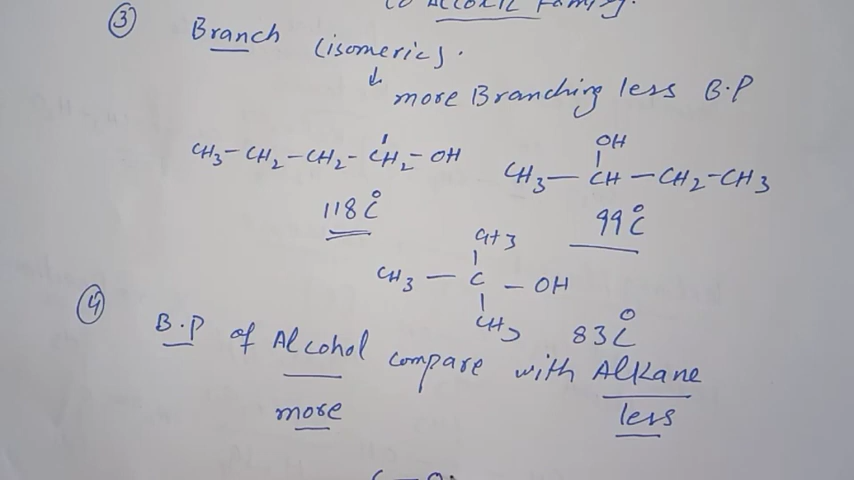 Family.
③ Branch (isomeric).
↓
more Branching less B.P
CH3-CH2-CH2-CH2-OH
OH
CH3-CH-CH2-CH3
118°C
99°C
CH3
CH3-C-OH
CH3
83°C
④ B.P of Alcohol compare with Alkane
more
less